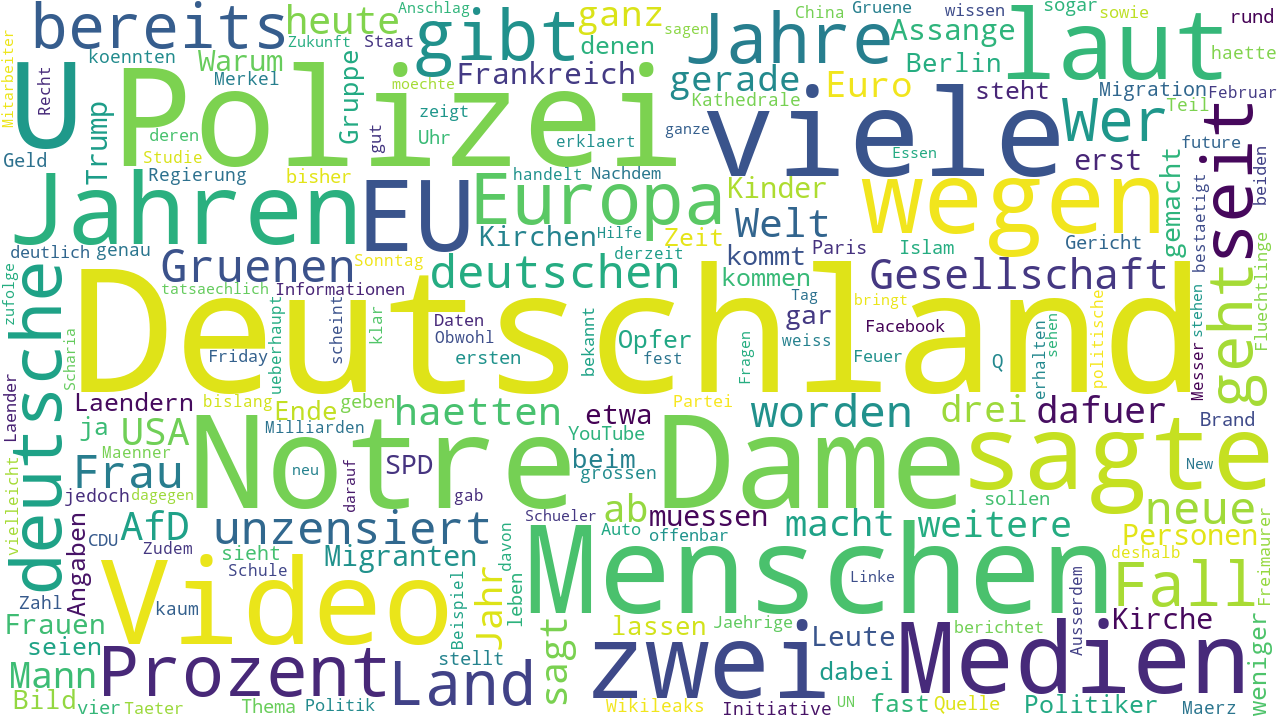 bereits
heute
Anschlag
gibt
ganz
sagen
Jahre
China
Gruene
wissen
sogar
sowie
rund
koennten
Zukunft
Staat
denen
Assange
laut
haette
Mitarbeiter
Recht
U
Warum
Merkel
Frankreich
moechte
gerade
Euro
Berlin
steht
Migration
Februar
Polizei
Gruppe
gut
zeigt
Uhr
Kathedrale
viele
Wer
Teil
seit
Geld
Trump
deren
Studie
Regierung
bisher
erklaert
ganze
Essen
erst
future
gemacht
beiden
Jahren
EU
Europa
handelt
Nachdem
Kinder
wegen
bestaetigt
deutlich
genau
Kirchen
Hilfe
Zeit
Welt
Gruenen
Sonntag
derzeit
kommt
Paris
Islam
Gericht
zufolge
deutsche
tatsaechlich
Informationen
deutschen
kommen
Tag
bringt
Gesellschaft
geht
stehen
Fluechtlinge
Scharia
Deutschland
ueberhaupt
scheint
klar
Daten
Obwohl
Friday
ersten
bekannt
Opfer
fest
gar
weiss
Fragen
Facebook
Feuer
Q
erhalten
sehen
politische
Messer
Laender
Laendern
bislang
geben
haetten
etwa
Partei
worden
drei
dafuer
Brand
ja
USA
Ende
Milliarden
YouTube
Notre Dame
sagte
Maenner
Frau
neu
darauf
SPD
beim
grossen
New
vielleicht
jedoch
dagegen
gab
ab
sollen
neue
Angaben
CDU
AfD
unzensiert
Schueler
muessen
macht
weitere
Personen
Zudem
sieht
Migranten
davon
Auto
offenbar
deshalb
Schule
Menschen
Linke
Fall
Freimaurer
Zahl
Video
kaum
Beispiel
Jahr
leben
Ausserdem
Frauen
sagt
lassen
Jaehrige
Leute
berichtet
Kirche
weniger
seien
Mann
Prozent
Land
stellt
zwei
dabei
Medien
Bild
vier
Taeter
Thema
Politik
Wikileaks
Initiative
UN
fast
Quelle
Politiker
Maerz